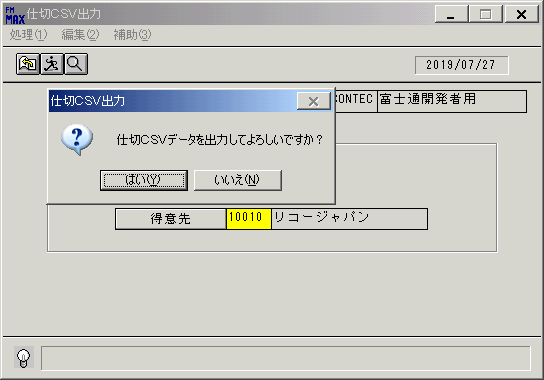 FM MAX 仕切CSV出力
処理(1) 編集(2) 補助(3)
2019/07/27
仕切CSV出力
CONTEC 富士通開発者用
仕切CSVデータを出力してよろしいですか?
はい(Y) いいえ(N)
得意先 10010 リコージャパン